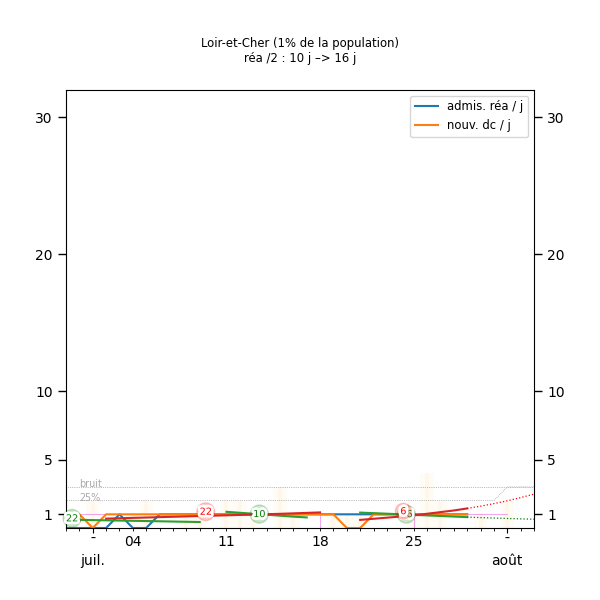 Loir-et-Cher (1% de la population)
réa /2 : 10 j –> 16 j
admis. réa / j
nouv. dc / j
30 30
20 20
10 10
5 5
bruit
25%
1 1
22 22 10 6
- 04 11 18 25 -
juil. août